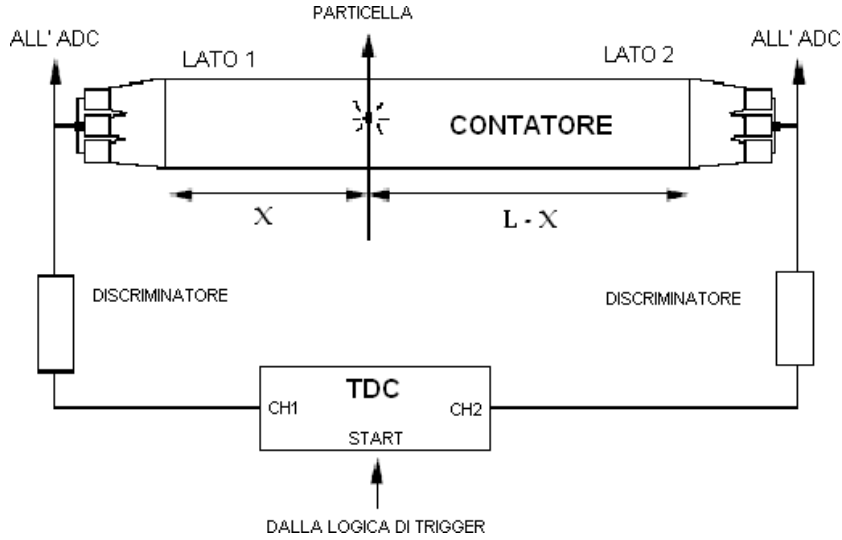 PARTICELLA
ALL' ADC
ALL' ADC
LATO 1
LATO 2
CONTATORE
X
L - X
DISCRIMINATORE
DISCRIMINATORE
TDC
CH1
CH2
START
DALLA LOGICA DI TRIGGER